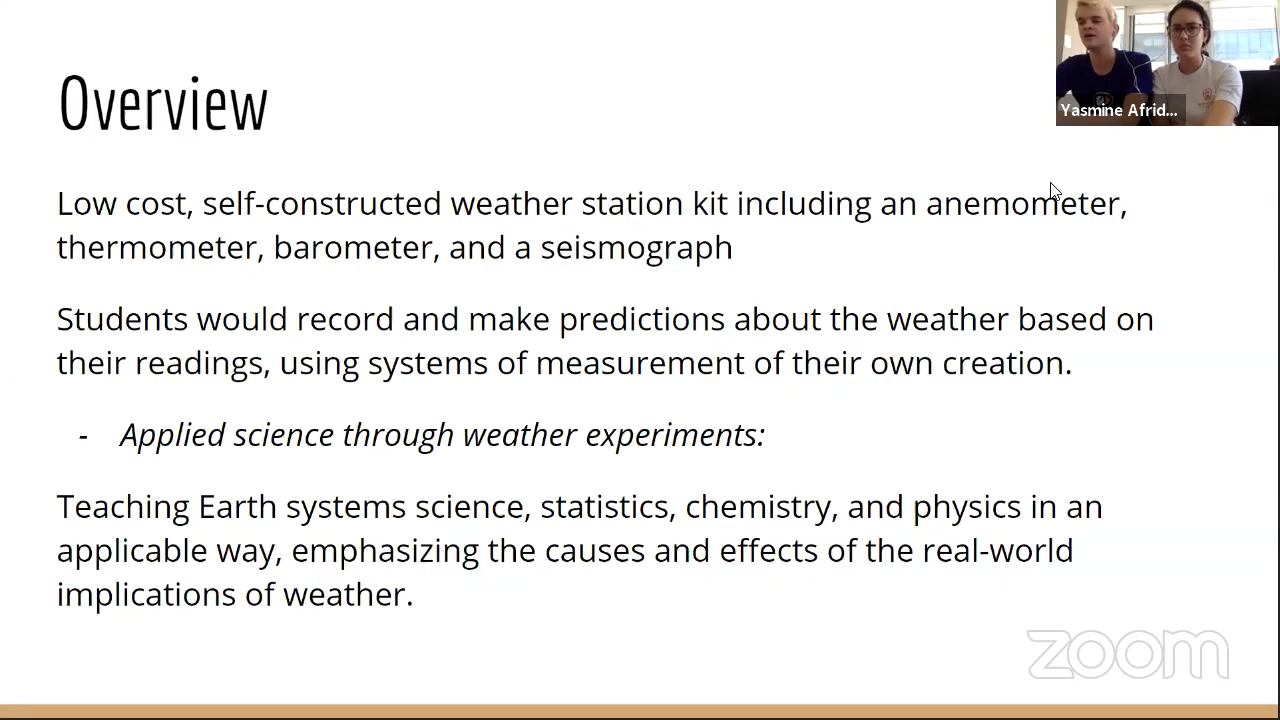 Overview
Yasmine Afrid...
Low cost, self-constructed weather station kit including an anemometer,
thermometer, barometer, and a seismograph
Students would record and make predictions about the weather based on
their readings, using systems of measurement of their own creation.
- Applied science through weather experiments:
Teaching Earth systems science, statistics, chemistry, and physics in an
applicable way, emphasizing the causes and effects of the real-world
implications of weather.
zoom